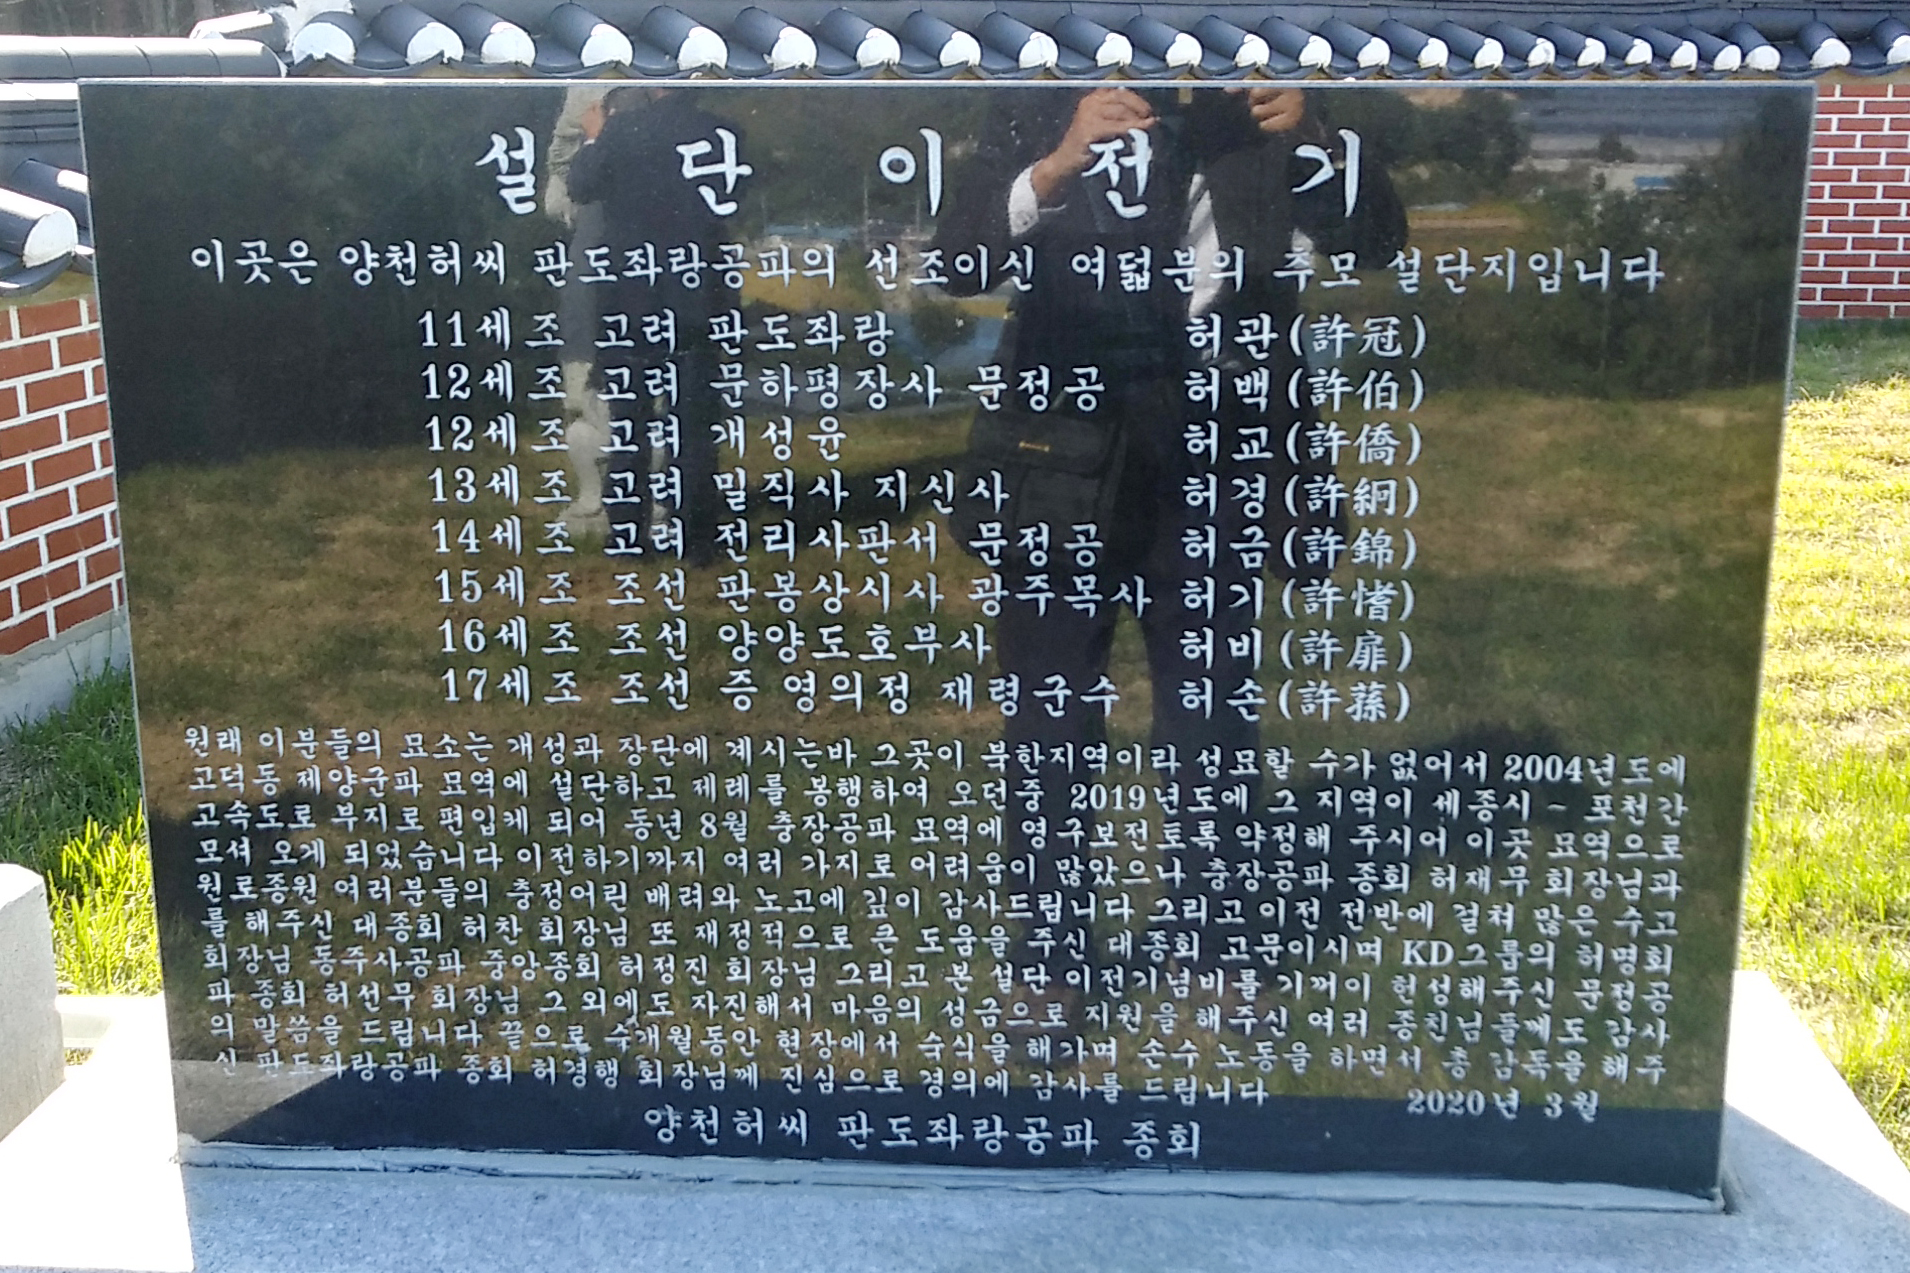 설 단 이 전 기
이곳은 양천허씨 판도좌랑공파의 선조이신 여덟분의 추모 설단지입니다
11세조 고려 판도좌랑 허관(許冠)
12세조 고려 문하평장사 문정공 허백(許伯)
12세조 고려 개성윤 허교(許僑)
13세조 고려 밀직사 지신사 허경(許絅)
14세조 고려 전리사판서 문정공 허금(許錦)
15세조 조선 판봉상시사 광주목사 허기(許愭)
16세조 조선 양양도호부사 허비(許扉)
17세조 조선 증 영의정 재령군수 허손(許蓀)
원래 이분들의 묘소는 개성과 장단에 계시는바 그곳이 북한지역이라 성묘할 수가 없어서 2004년도에
고덕동 제양군파 묘역에 설단하고 제례를 봉행하여 오던중 2019년도에 그 지역이 세종시 ~ 포천간
고속도로 부지로 편입케 되어 동년 8월 충장공파 묘역에 영구보전토록 약정해 주시어 이곳 묘역으로
모셔 오게 되었습니다 이전하기까지 여러 가지로 어려움이 많았으나 충장공파 종회 허재무 회장님과
원로종원 여러분들의 충정어린 배려와 노고에 깊이 감사드립니다 그리고 이전 전반에 걸쳐 많은 수고
를 해주신 대종회 허찬 회장님 또 재정적으로 큰 도움을 주신 대종회 고문이시며 KD그룹의 허명회
회장님 동주사공파 중앙종회 허정진 회장님 그리고 본 설단 이전기념비를 기꺼이 헌성해주신 문정공
파 종회 허선무 회장님 그 외에도 자진해서 마음의 성금으로 지원을 해주신 여러 종친님들께도 감사
의 말씀을 드립니다 끝으로 수개월동안 현장에서 숙식을 해가며 손수 노동을 하면서 총 감독을 해주
신 판도좌랑공파 종회 허경행 회장님께 진심으로 경의에 감사를 드립니다 2020년 3월
양천허씨 판도좌랑공파 종회